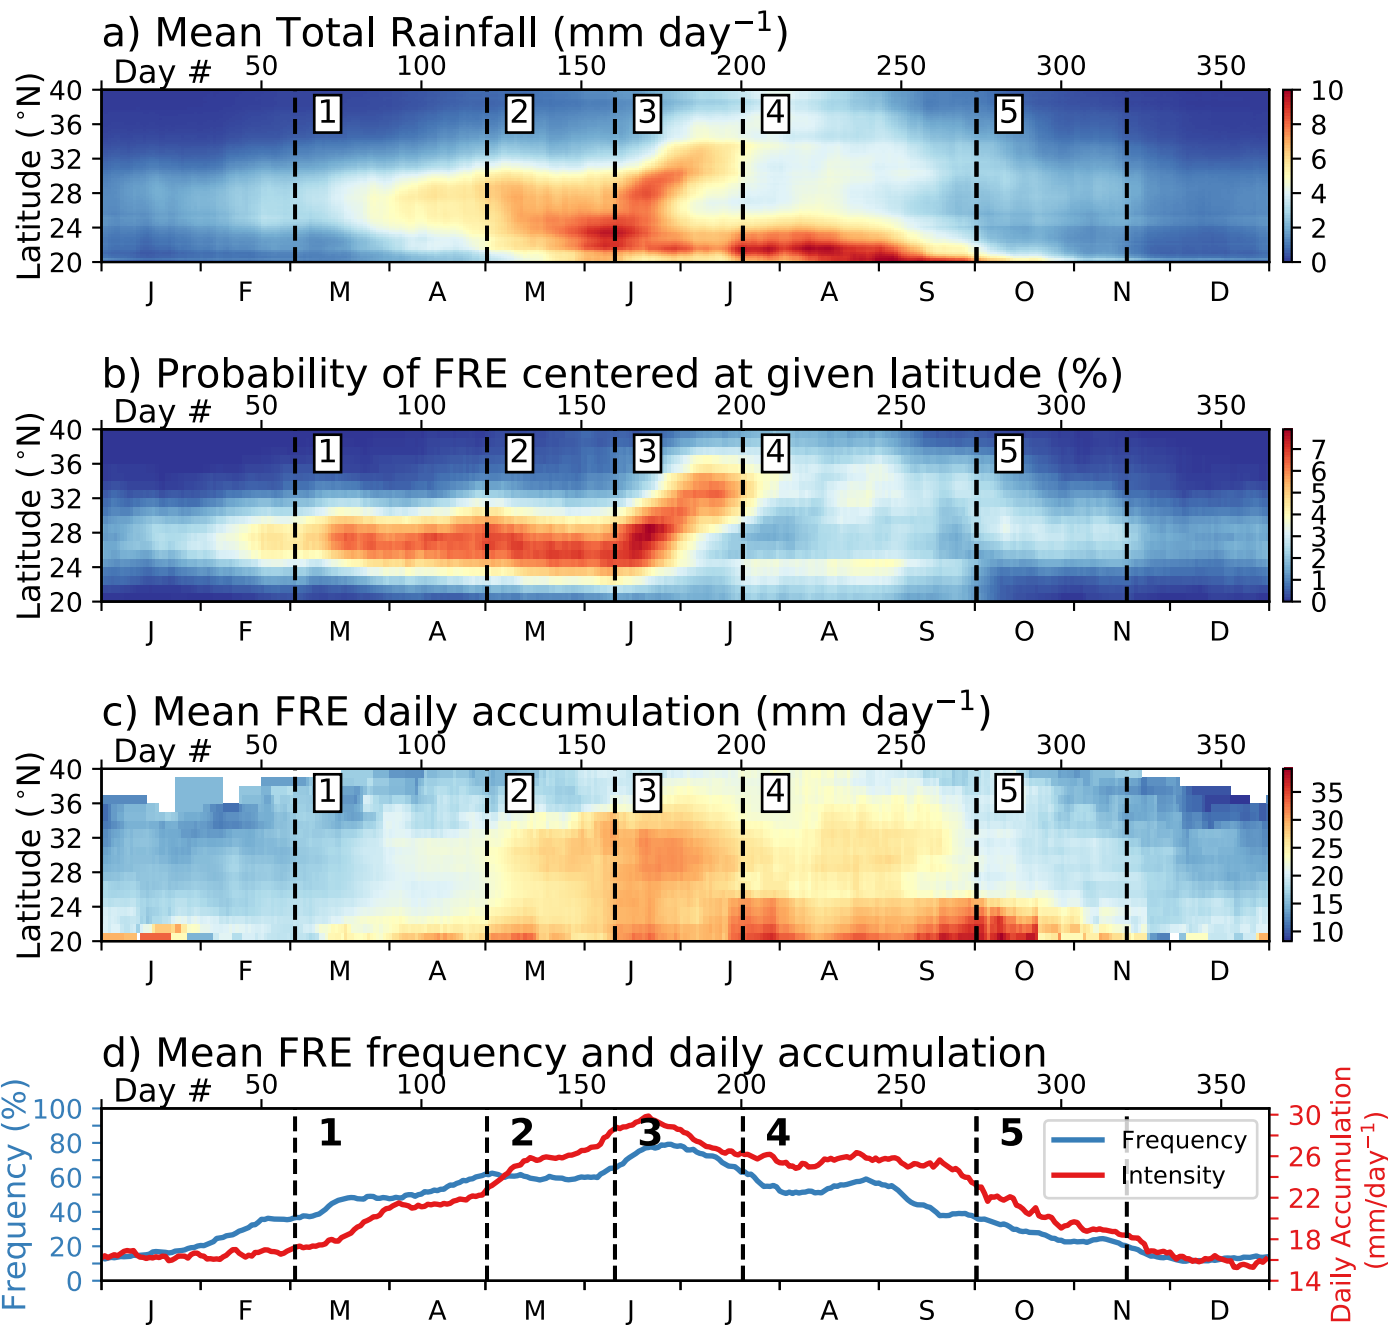 a) Mean Total Rainfall (mm day⁻¹)
Day # 50 100 150 200 250 300 350
Latitude (°N)
40 36 32 28 24 20
1 2 3 4 5
10 8 6 4 2 0
J F M A M J J A S O N D
b) Probability of FRE centered at given latitude (%)
Day # 50 100 150 200 250 300 350
Latitude (°N)
40 36 32 28 24 20
1 2 3 4 5
7 6 5 4 3 2 1 0
J F M A M J J A S O N D
c) Mean FRE daily accumulation (mm day⁻¹)
Day # 50 100 150 200 250 300 350
Latitude (°N)
40 36 32 28 24 20
1 2 3 4 5
35 30 25 20 15 10
J F M A M J J A S O N D
d) Mean FRE frequency and daily accumulation
Day # 50 100 150 200 250 300 350
Frequency (%)
100 80 60 40 20 0
1 2 3 4 5
Frequency
Intensity
30 26 22 18 14
Daily Accumulation
(mm/day⁻¹)
J F M A M J J A S O N D